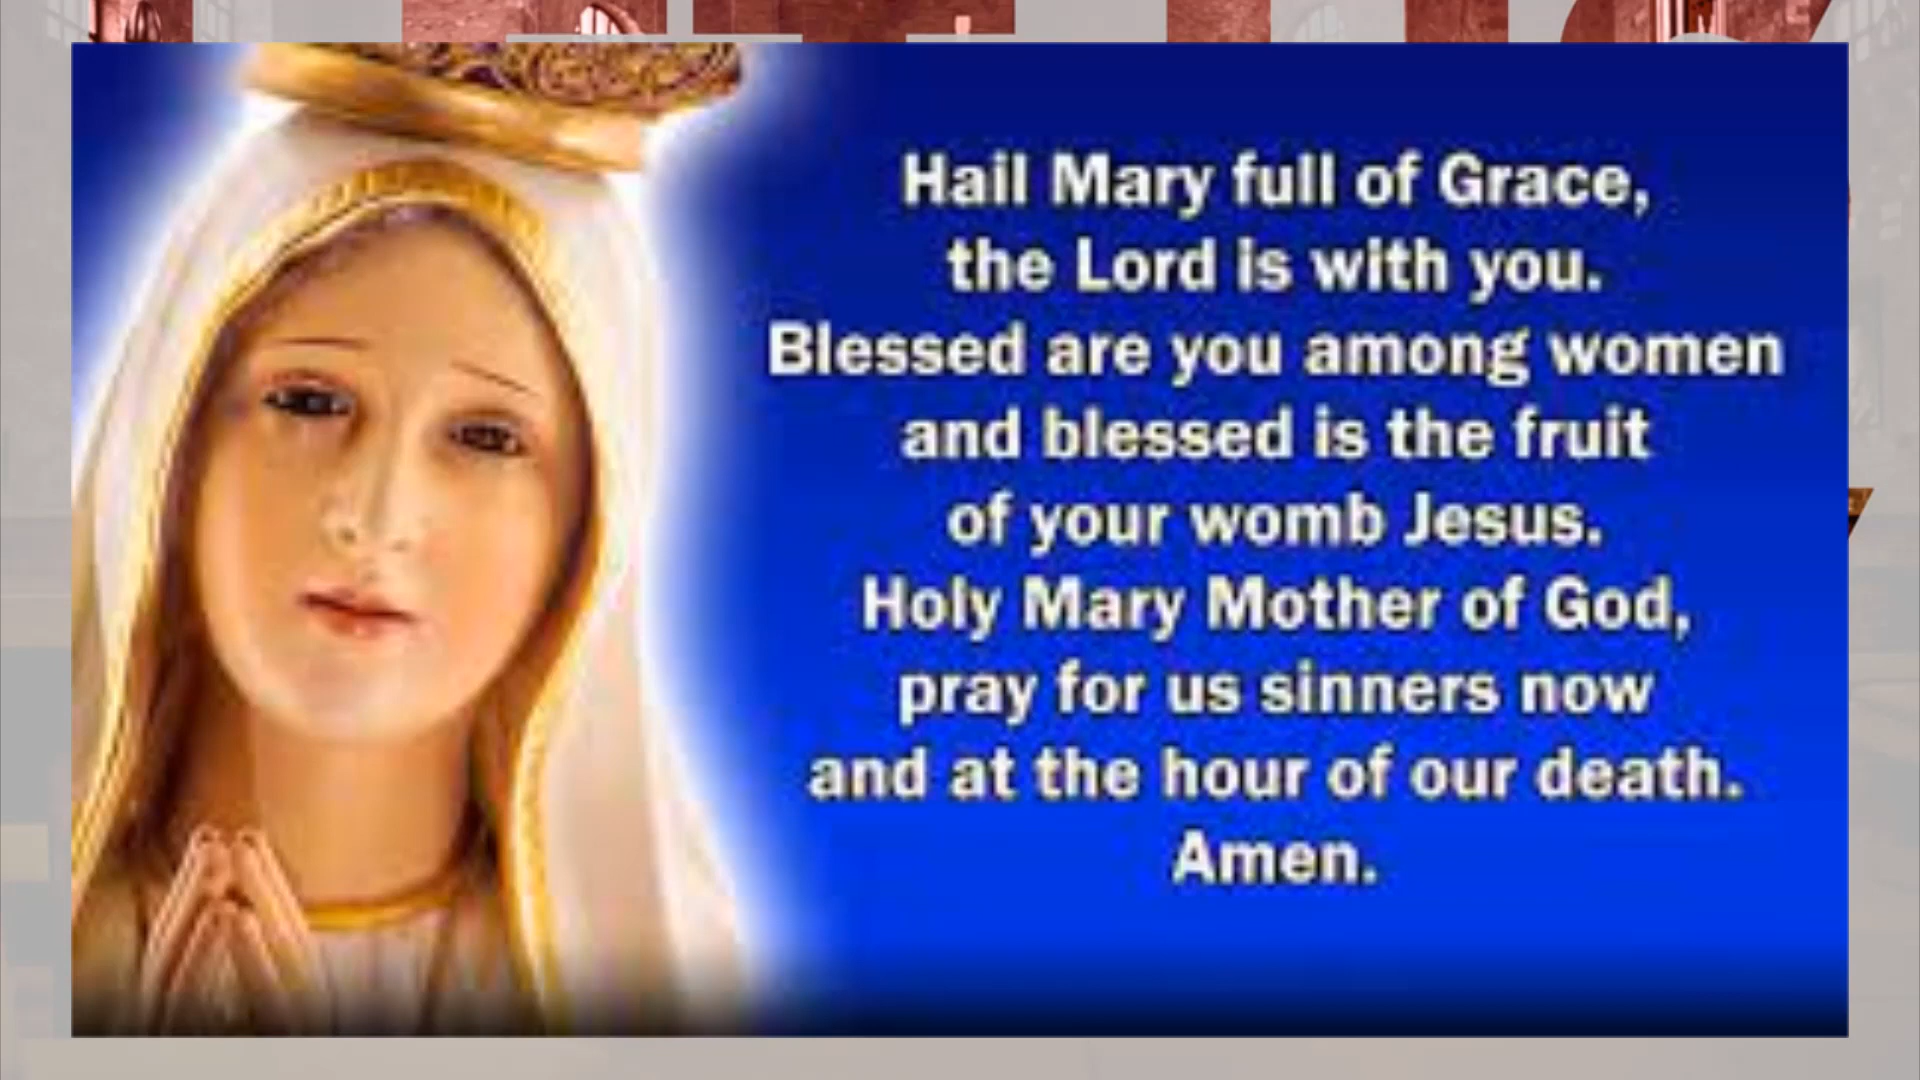 Hail Mary full of Grace,
the Lord is with you.
Blessed are you among women
and blessed is the fruit
of your womb Jesus.
Holy Mary Mother of God,
pray for us sinners now
and at the hour of our death.
Amen.